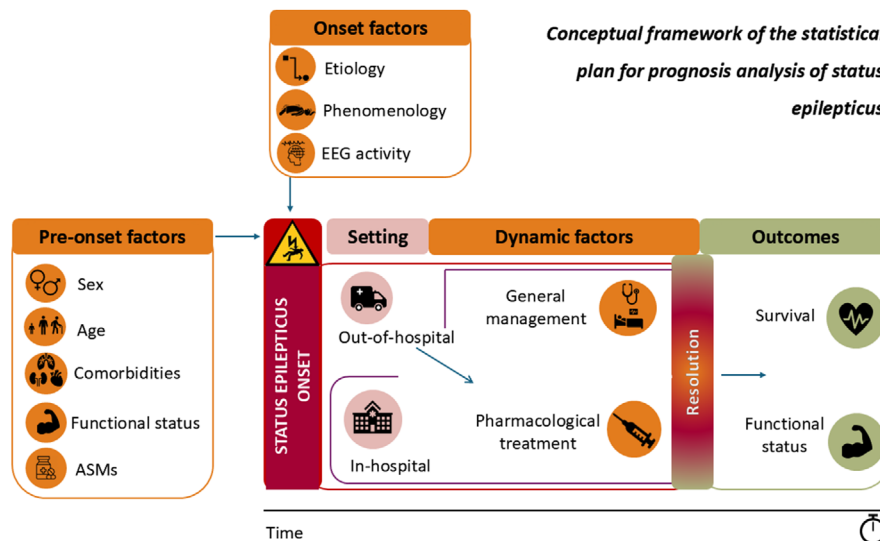 Onset factors
Etiology
Phenomenology
EEG activity
Conceptual framework of the statistical
plan for prognosis analysis of status
epilepticus
Pre-onset factors
Sex
Age
Comorbidities
Functional status
ASMs
STATUS EPILEPTICUS
ONSET
Setting
Out-of-hospital
In-hospital
Dynamic factors
General
management
Pharmacological
treatment
Resolution
Outcomes
Survival
Functional
status
Time